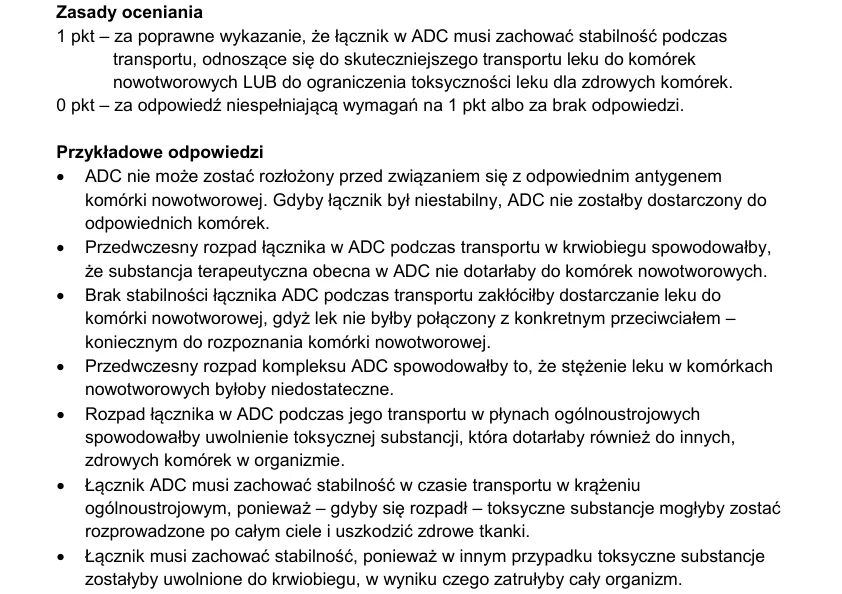 Zasady oceniania
1 pkt – za poprawne wykazanie, że łącznik w ADC musi zachować stabilność podczas
transportu, odnoszące się do skuteczniejszego transportu leku do komórek
nowotworowych LUB do ograniczenia toksyczności leku dla zdrowych komórek.
0 pkt – za odpowiedź niespełniającą wymagań na 1 pkt albo za brak odpowiedzi.
Przykładowe odpowiedzi
• ADC nie może zostać rozłożony przed związaniem się z odpowiednim antygenem
komórki nowotworowej. Gdyby łącznik był niestabilny, ADC nie zostałby dostarczony do
odpowiednich komórek.
• Przedwczesny rozpad łącznika w ADC podczas transportu w krwiobiegu spowodowałby,
że substancja terapeutyczna obecna w ADC nie dotarłaby do komórek nowotworowych.
• Brak stabilności łącznika ADC podczas transportu zakłóciłby dostarczanie leku do
komórki nowotworowej, gdyż lek nie byłby połączony z konkretnym przeciwciałem –
koniecznym do rozpoznania komórki nowotworowej.
• Przedwczesny rozpad kompleksu ADC spowodowałby to, że stężenie leku w komórkach
nowotworowych byłoby niedostateczne.
• Rozpad łącznika w ADC podczas jego transportu w płynach ogólnoustrojowych
spowodowałby uwolnienie toksycznej substancji, która dotarłaby również do innych,
zdrowych komórek w organizmie.
• Łącznik ADC musi zachować stabilność w czasie transportu w krążeniu
ogólnoustrojowym, ponieważ – gdyby się rozpadł – toksyczne substancje mogłyby zostać
rozprowadzone po całym ciele i uszkodzić zdrowe tkanki.
• Łącznik musi zachować stabilność, ponieważ w innym przypadku toksyczne substancje
zostałyby uwolnione do krwiobiegu, w wyniku czego zatrułyby cały organizm.